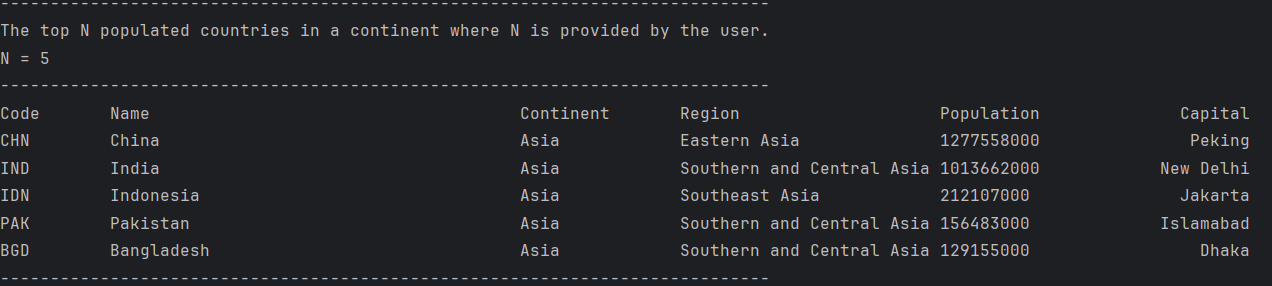 -----------------------------------------------------------------------------
The top N populated countries in a continent where N is provided by the user.
N = 5
-----------------------------------------------------------------------------
Code       Name                                     Continent       Region                    Population              Capital
CHN        China                                    Asia            Eastern Asia              1277558000               Peking
IND        India                                    Asia            Southern and Central Asia 1013662000            New Delhi
IDN        Indonesia                                Asia            Southeast Asia            212107000               Jakarta
PAK        Pakistan                                 Asia            Southern and Central Asia 156483000             Islamabad
BGD        Bangladesh                               Asia            Southern and Central Asia 129155000                 Dhaka
-----------------------------------------------------------------------------